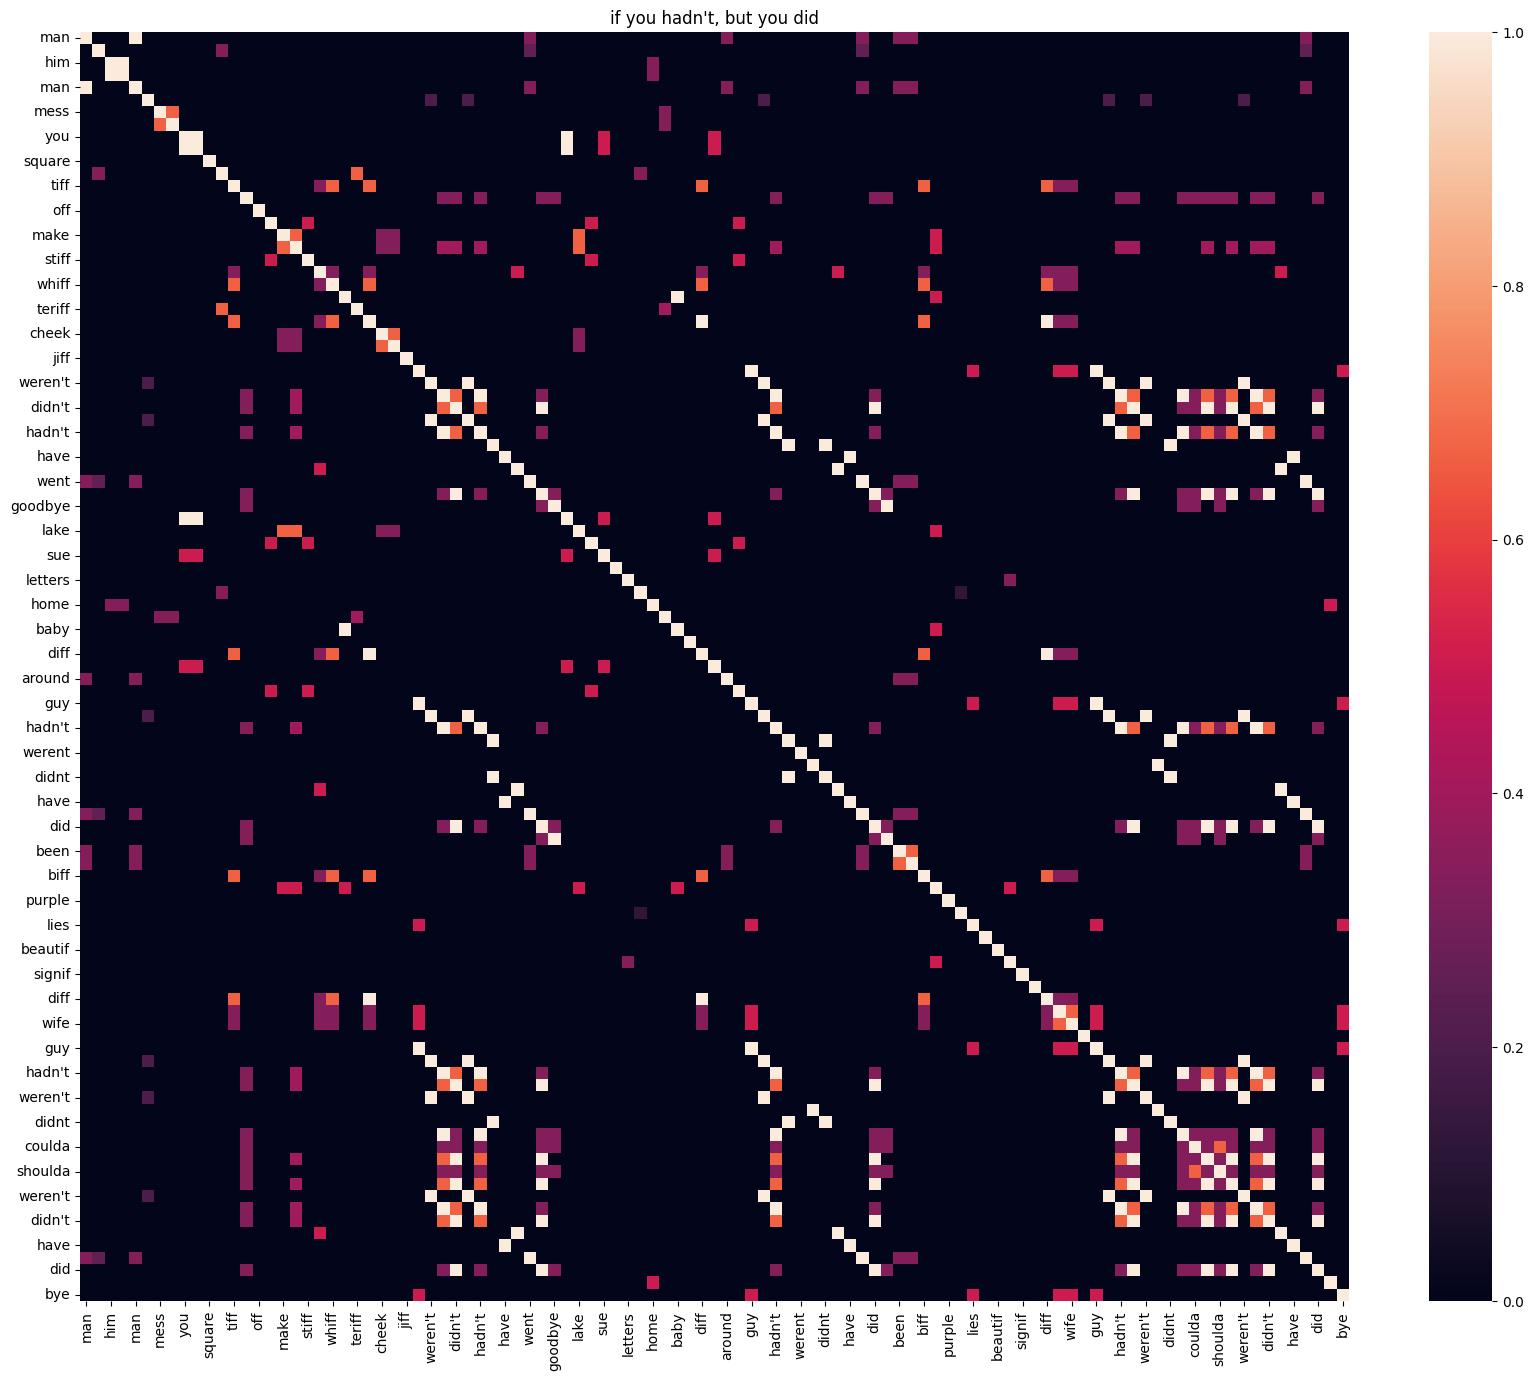 if you hadn't, but you did
man
him
man
mess
you
square
tiff
off
make
stiff
whiff
teriff
cheek
jiff
weren't
didn't
hadn't
have
went
goodbye
lake
sue
letters
home
baby
diff
around
guy
hadn't
werent
didnt
have
did
been
biff
purple
lies
beautif
signif
diff
wife
guy
hadn't
weren't
didnt
coulda
shoulda
weren't
didn't
have
did
bye
man
him
man
mess
you
square
tiff
off
make
stiff
whiff
teriff
cheek
jiff
weren't
didn't
hadn't
have
went
goodbye
lake
sue
letters
home
baby
diff
around
guy
hadn't
werent
didnt
have
did
been
biff
purple
lies
beautif
signif
diff
wife
guy
hadn't
weren't
didnt
coulda
shoulda
weren't
didn't
have
did
bye
1.0
0.8
0.6
0.4
0.2
0.0